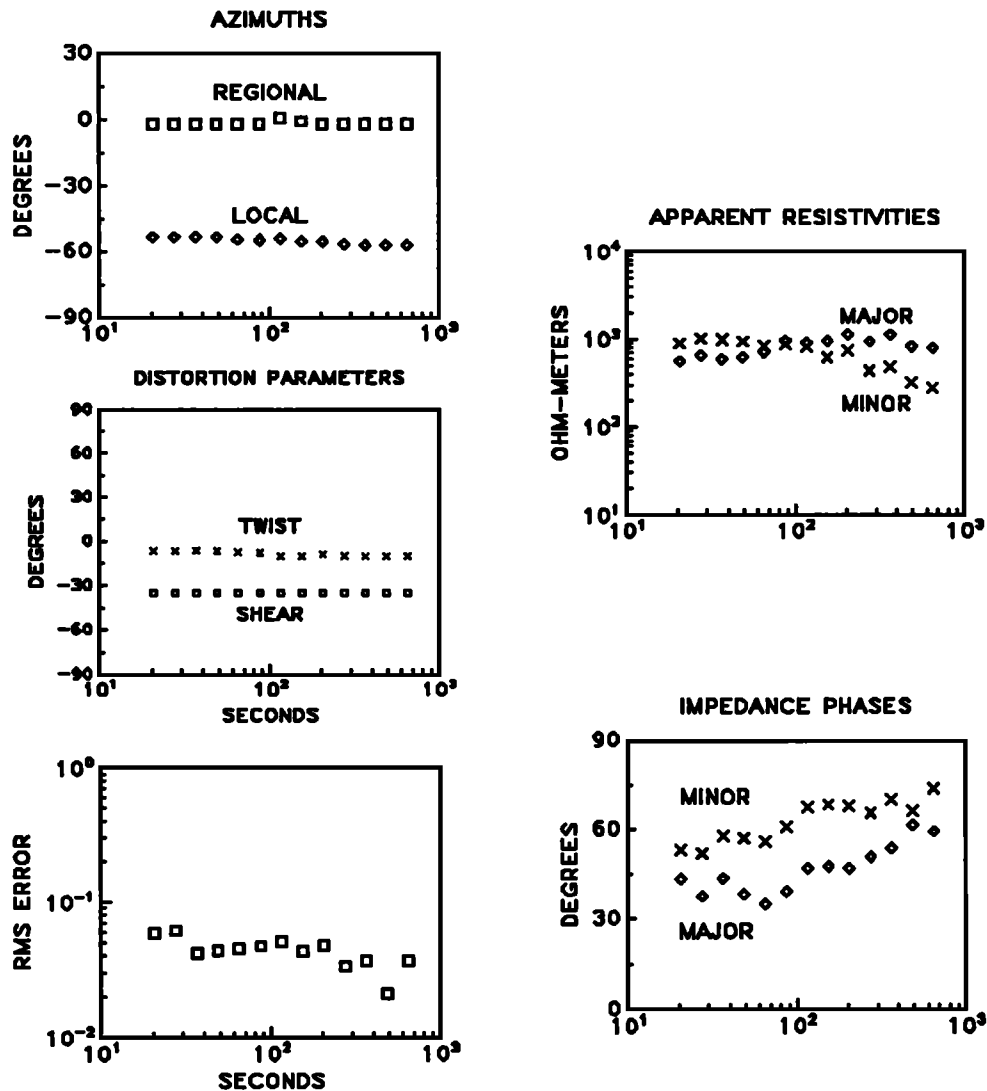 AZIMUTHS
DEGREES
30
0
−30
−60
−90
REGIONAL
LOCAL
10¹ 10² 10³
DISTORTION PARAMETERS
DEGREES
90
60
30
0
−30
−60
−90
TWIST
SHEAR
10¹ 10² 10³
SECONDS
RMS ERROR
10⁰
10⁻¹
10⁻²
10¹ 10² 10³
SECONDS
APPARENT RESISTIVITIES
OHM-METERS
10⁴
10³
10³
10¹
MAJOR
MINOR
10¹ 10² 10³
IMPEDANCE PHASES
DEGREES
90
60
30
0
MINOR
MAJOR
10¹ 10² 10³